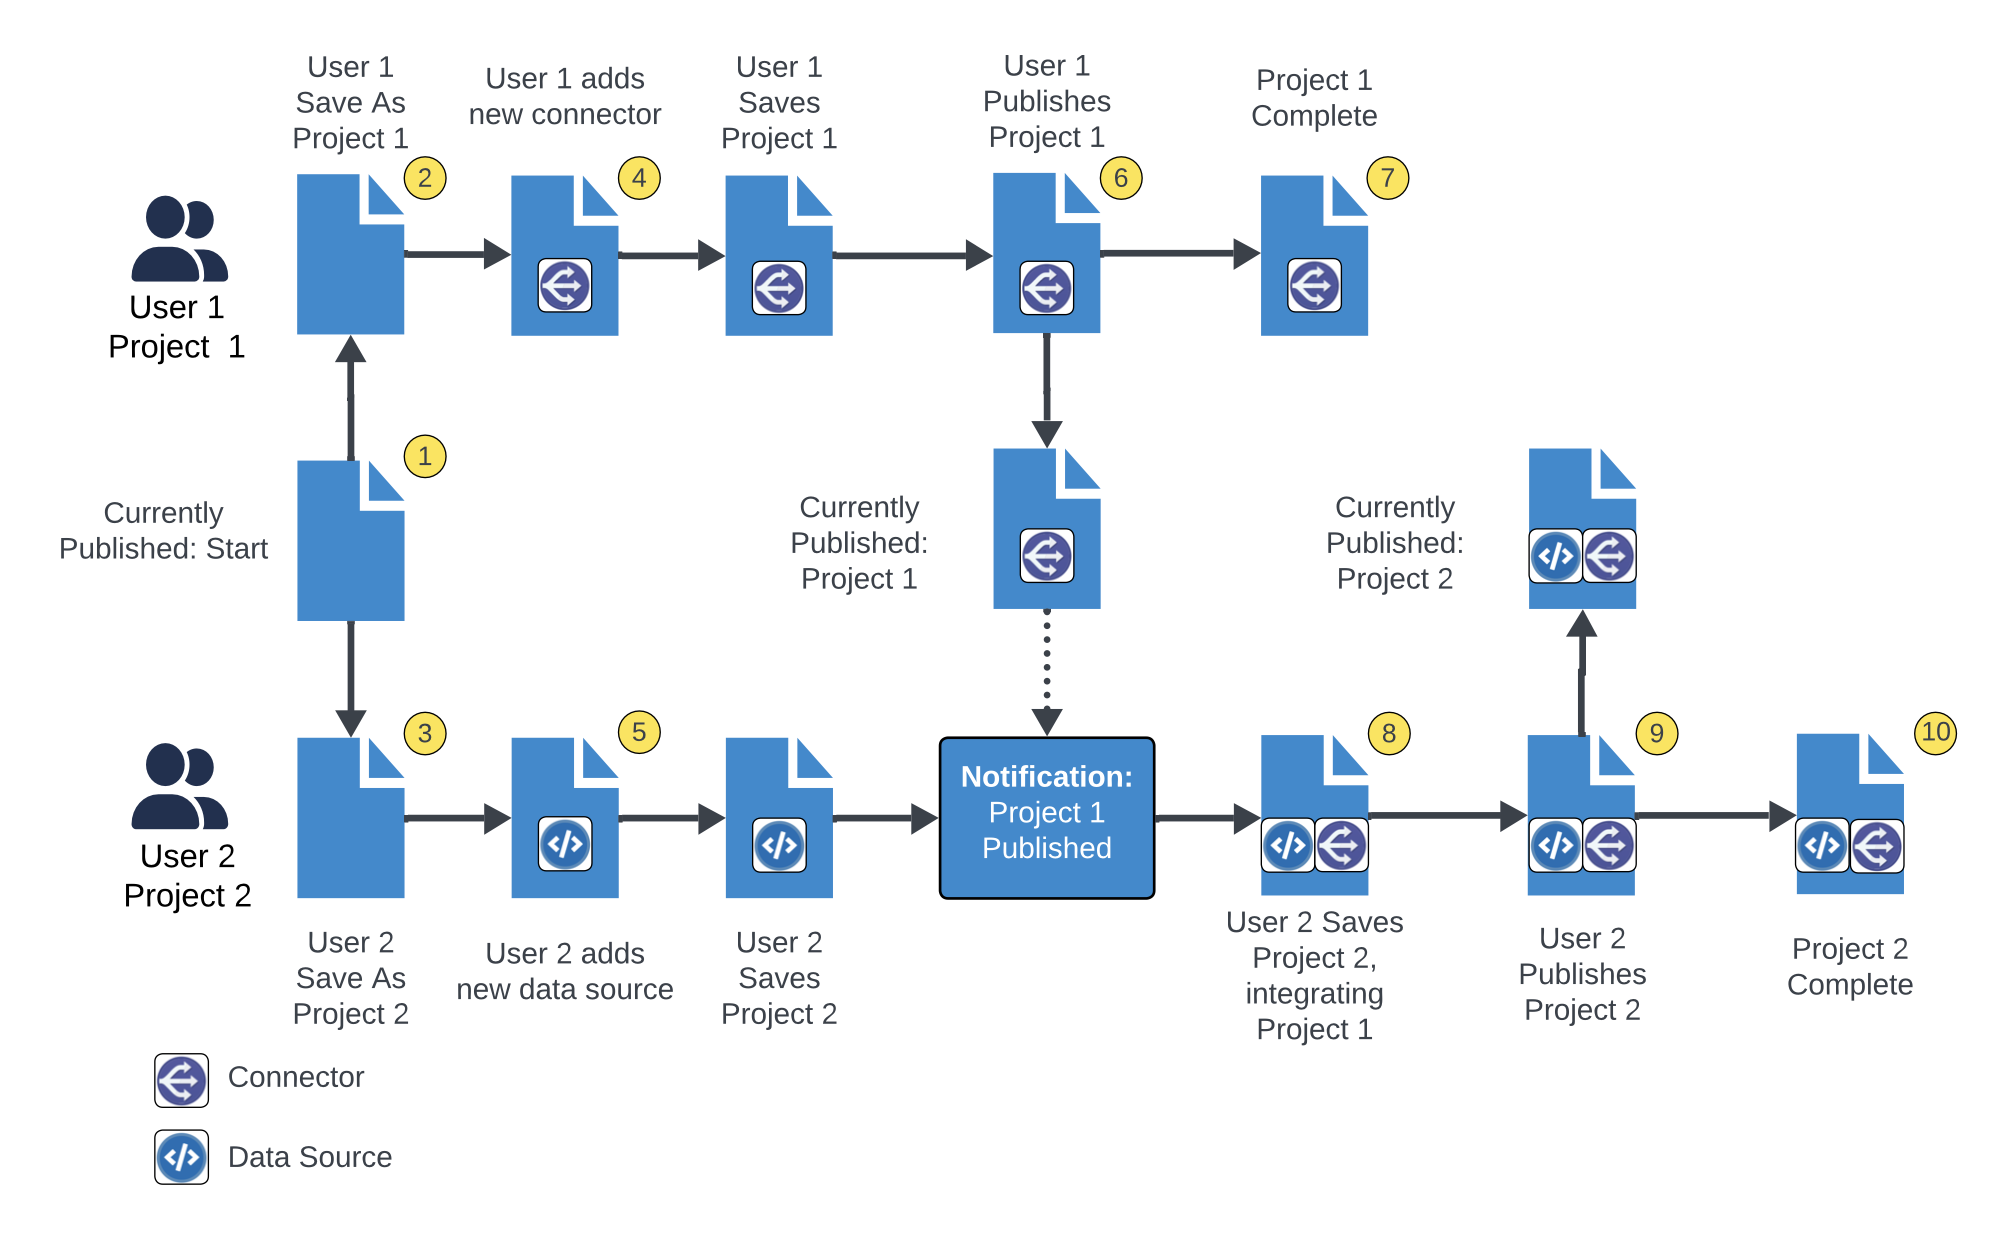 User 1
Save As
Project 1
User 1 adds
new connector
User 1
Saves
Project 1
User 1
Publishes
Project 1
Project 1
Complete
2
4
6
7
User 1
Project 1
1
Currently
Published: Start
Currently
Published:
Project 1
Currently
Published:
Project 2
3
5
8
9
10
Notification:
Project 1
Published
User 2
Project 2
User 2
Save As
Project 2
User 2 adds
new data source
User 2
Saves
Project 2
User 2 Saves
Project 2,
integrating
Project 1
User 2
Publishes
Project 2
Project 2
Complete
Connector
Data Source